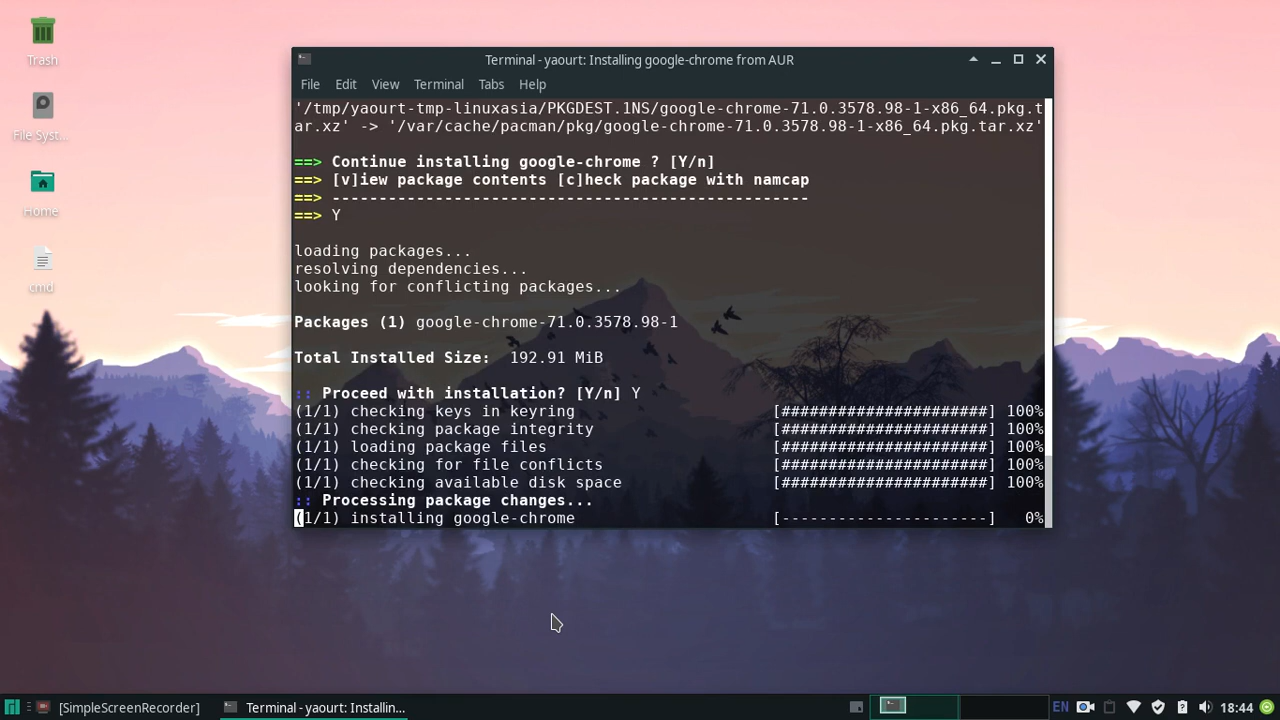 Trash
File Syst...
Home
cmd
Terminal - yaourt: Installing google-chrome from AUR
File Edit View Terminal Tabs Help
'/tmp/yaourt-tmp-linuxasia/PKGDEST.1NS/google-chrome-71.0.3578.98-1-x86_64.pkg.t
ar.xz' -> '/var/cache/pacman/pkg/google-chrome-71.0.3578.98-1-x86_64.pkg.tar.xz'
==> Continue installing google-chrome ? [Y/n]
==> [v]iew package contents [c]heck package with namcap
==> ---------------------------------------------------
==> Y
loading packages...
resolving dependencies...
looking for conflicting packages...
Packages (1) google-chrome-71.0.3578.98-1
Total Installed Size:  192.91 MiB
:: Proceed with installation? [Y/n] Y
(1/1) checking keys in keyring [######################] 100%
(1/1) checking package integrity [######################] 100%
(1/1) loading package files [######################] 100%
(1/1) checking for file conflicts [######################] 100%
(1/1) checking available disk space [######################] 100%
:: Processing package changes...
(1/1) installing google-chrome [----------------------] 0%
[SimpleScreenRecorder] Terminal - yaourt: Installin... EN 18:44